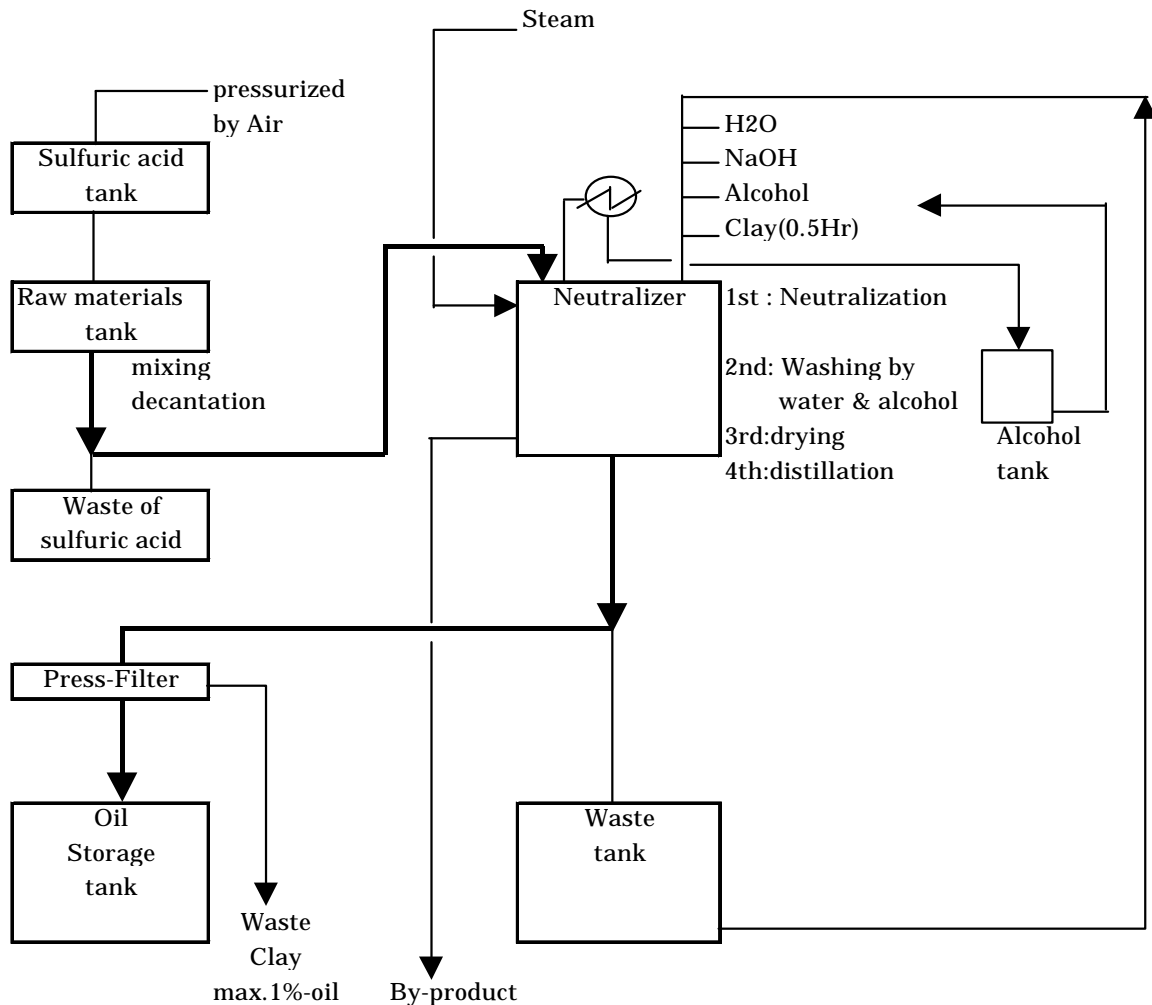 Steam
pressurized
by Air
Sulfuric acid
tank
H2O
NaOH
Alcohol
Clay(0.5Hr)
Raw materials
tank
mixing
decantation
Neutralizer
1st : Neutralization
2nd: Washing by
water & alcohol
3rd:drying
4th:distillation
Alcohol
tank
Waste of
sulfuric acid
Press-Filter
Oil
Storage
tank
Waste
tank
Waste
Clay
max.1%-oil
By-product